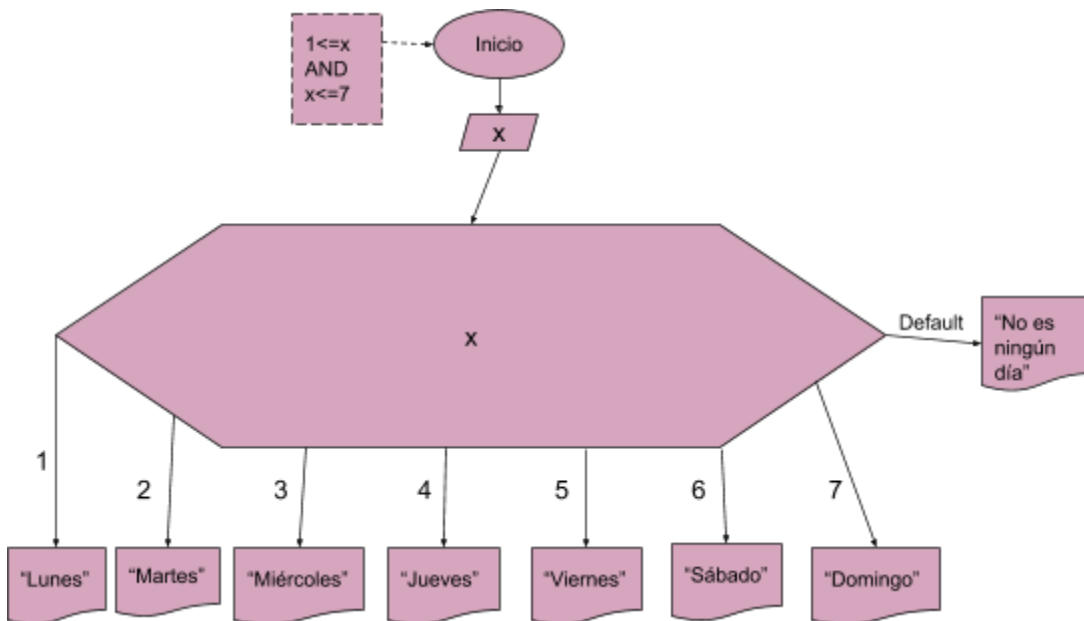 1<=x
AND
x<=7
Inicio
x
x
Default
“No es
ningún
día”
1
2
3
4
5
6
7
“Lunes”
“Martes”
“Miércoles”
“Jueves”
“Viernes”
“Sábado”
“Domingo”